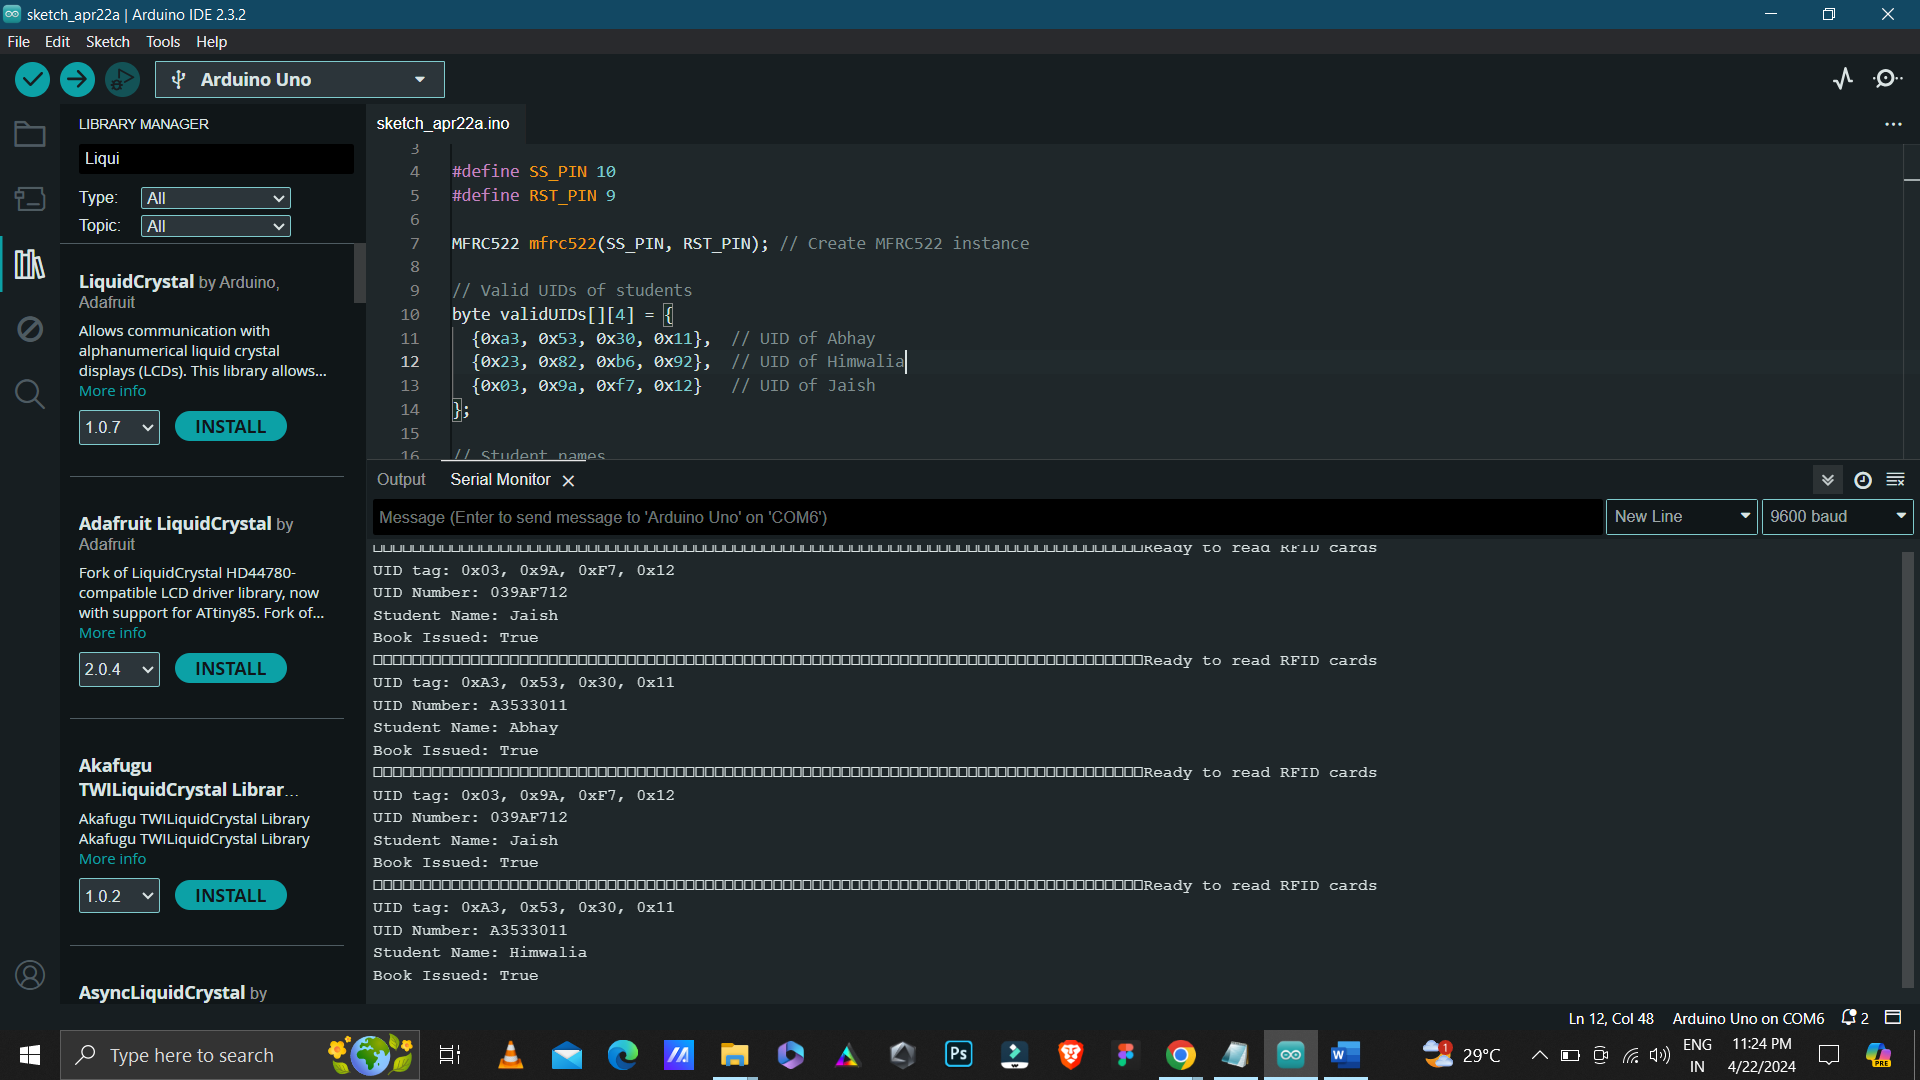 sketch_apr22a | Arduino IDE 2.3.2
File Edit Sketch Tools Help
Arduino Uno
LIBRARY MANAGER
Liqui
Type: All
Topic: All
LiquidCrystal by Arduino,
Adafruit
Allows communication with
alphanumerical liquid crystal
displays (LCDs). This library allows...
More info
1.0.7 INSTALL
Adafruit LiquidCrystal by
Adafruit
Fork of LiquidCrystal HD44780-
compatible LCD driver library, now
with support for ATtiny85. Fork of...
More info
2.0.4 INSTALL
Akafugu
TWILiquidCrystal Librar...
Akafugu TWILiquidCrystal Library
Akafugu TWILiquidCrystal Library
More info
1.0.2 INSTALL
AsyncLiquidCrystal by
sketch_apr22a.ino
3
4 #define SS_PIN 10
5 #define RST_PIN 9
6
7 MFRC522 mfrc522(SS_PIN, RST_PIN); // Create MFRC522 instance
8
9 // Valid UIDs of students
10 byte validUIDs[][4] = {
11 {0xa3, 0x53, 0x30, 0x11}, // UID of Abhay
12 {0x23, 0x82, 0xb6, 0x92}, // UID of Himwalia
13 {0x03, 0x9a, 0xf7, 0x12} // UID of Jaish
14 };
15
16 // Student names
Output Serial Monitor
Message (Enter to send message to 'Arduino Uno' on 'COM6')
New Line 9600 baud
Ready to read RFID cards
UID tag: 0x03, 0x9A, 0xF7, 0x12
UID Number: 039AF712
Student Name: Jaish
Book Issued: True
Ready to read RFID cards
UID tag: 0xA3, 0x53, 0x30, 0x11
UID Number: A3533011
Student Name: Abhay
Book Issued: True
Ready to read RFID cards
UID tag: 0x03, 0x9A, 0xF7, 0x12
UID Number: 039AF712
Student Name: Jaish
Book Issued: True
Ready to read RFID cards
UID tag: 0xA3, 0x53, 0x30, 0x11
UID Number: A3533011
Student Name: Himwalia
Book Issued: True
Ln 12, Col 48 Arduino Uno on COM6 2
Type here to search
Ps
W
1
29°C
ENG
IN
11:24 PM
4/22/2024
PRE